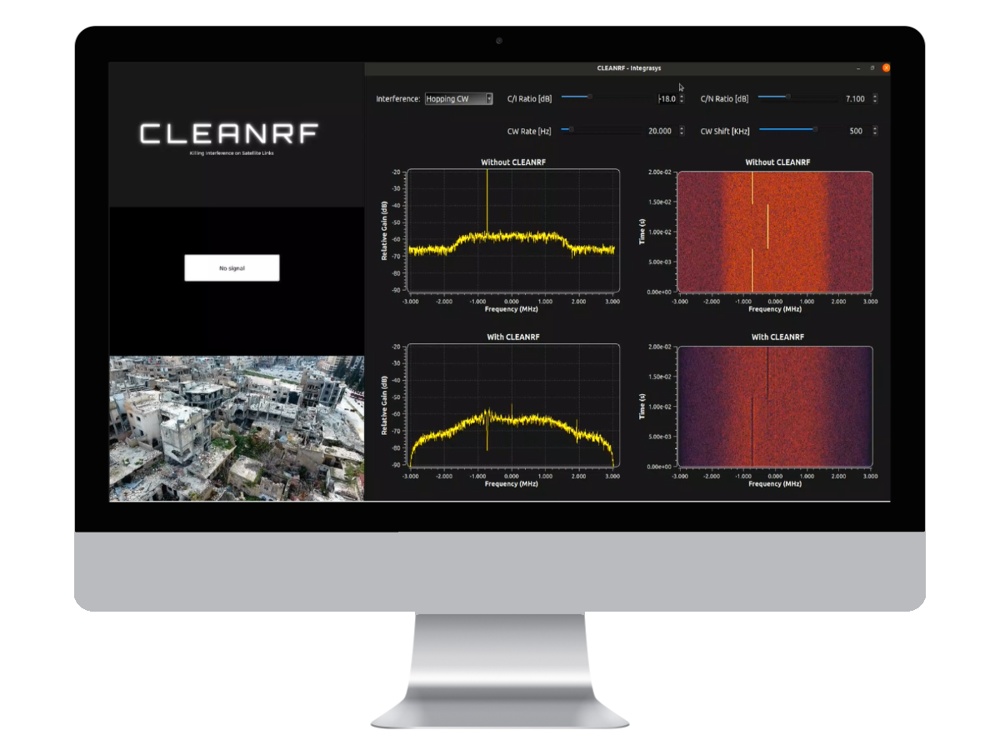 CLEANRF
Killing Interference on Satellite Links
No signal
CLEANRF - Integrasys
Interference: Hopping CW C/I Ratio [dB] -18.0 C/N Ratio [dB] 7.100
CW Rate [Hz] 20.000 CW Shift [KHz] 500
Without CLEANRF
-20
-30
-40
-50
-60
-70
-80
-90
Relative Gain (dB)
-3.000 -2.000 -1.000 0.000 1.000 2.000 3.000
Frequency (MHz)
Without CLEANRF
2.00e-02
1.50e-02
1.00e-02
5.00e-03
0.00e+00
Time (s)
-3.000 -2.000 -1.000 0.000 1.000 2.000 3.000
Frequency (MHz)
With CLEANRF
-20
-30
-40
-50
-60
-70
-80
-90
Relative Gain (dB)
-3.000 -2.000 -1.000 0.000 1.000 2.000 3.000
Frequency (MHz)
With CLEANRF
2.00e-02
1.50e-02
1.00e-02
5.00e-03
0.00e+00
Time (s)
-3.000 -2.000 -1.000 0.000 1.000 2.000 3.000
Frequency (MHz)